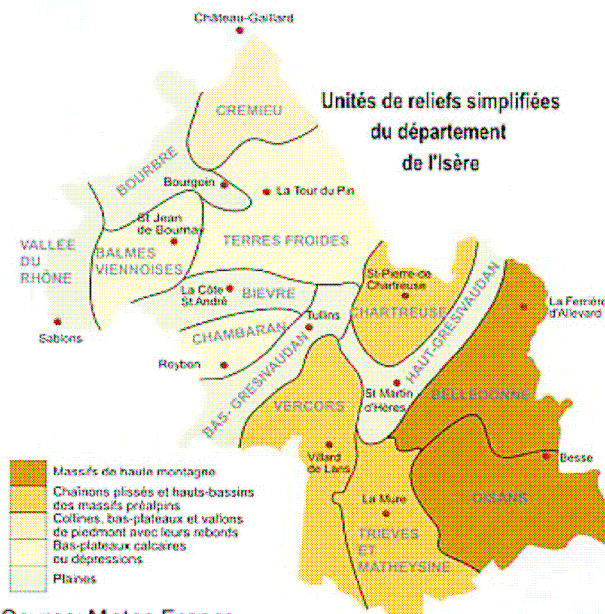 Château-Gaillard
Unités de reliefs simplifiées
du département
de l'Isère
CREMIEU
BOURBRE
Bourgoin
La Tour du Pin
St Jean
de Bournay
VALLEE
DU
RHÔNE
BALMES
VIENNOISES
TERRES FROIDES
St-Pierre-de
Chartreuse
La Côte
St André
BIEVRE
CHARTREUSE
HAUT-GRESIVAUDAN
La Ferrière
d'Allevard
Sablons
Tullins
CHAMBARAN
Roybon
BAS- GRESIVAUDAN
St Martin
d'Hères
BELLEDONNE
VERCORS
Villard
de Lans
Besse
OISANS
La Mure
TRIEVES
ET
MATHEYSINE
Massifs de haute montagne
Chaînons plissés et hauts-bassins
des massifs préalpins
Collines, bas-plateaux et vallons
de piedmont avec leurs rebords
Bas-plateaux calcaires
ou dépressions
Plaines